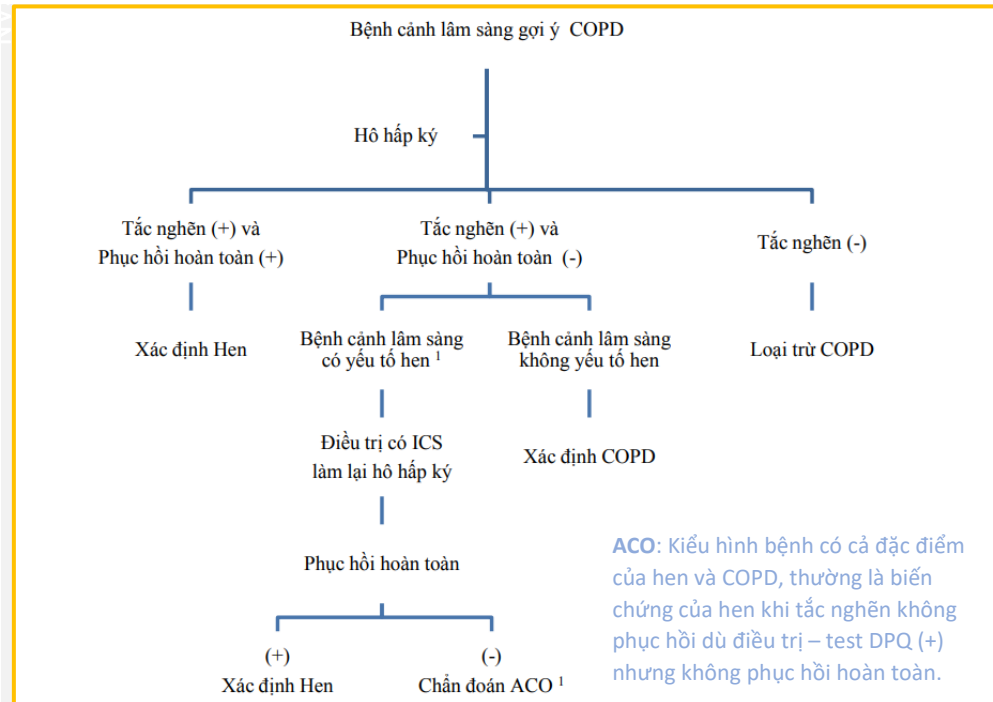 Bệnh cảnh lâm sàng gợi ý COPD
Hô hấp ký
Tắc nghẽn (+) và
Phục hồi hoàn toàn (+)
Tắc nghẽn (+) và
Phục hồi hoàn toàn (-)
Tắc nghẽn (-)
Xác định Hen
Bệnh cảnh lâm sàng
có yếu tố hen ¹
Bệnh cảnh lâm sàng
không yếu tố hen
Loại trừ COPD
Điều trị có ICS
làm lại hô hấp ký
Xác định COPD
Phục hồi hoàn toàn
(+)
Xác định Hen
(-)
Chẩn đoán ACO ¹
ACO: Kiểu hình bệnh có cả đặc điểm
của hen và COPD, thường là biến
chứng của hen khi tắc nghẽn không
phục hồi dù điều trị – test DPQ (+)
nhưng không phục hồi hoàn toàn.